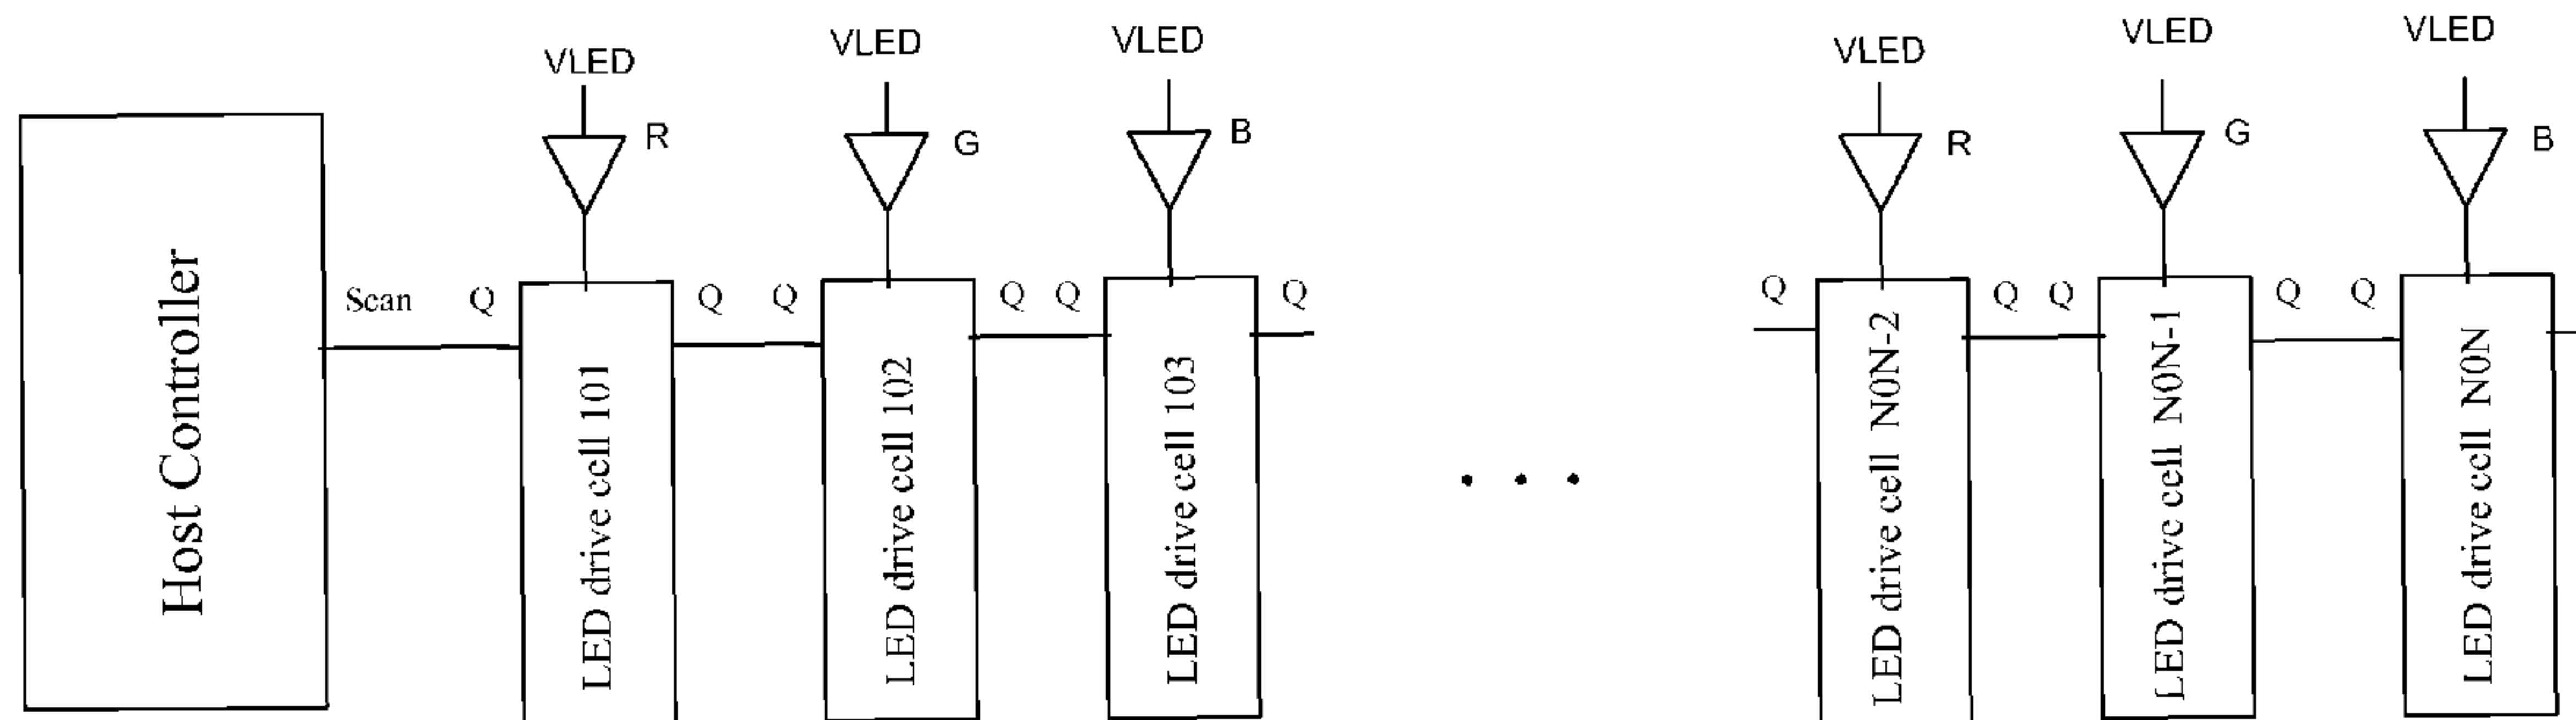 VLED
VLED
VLED
VLED
VLED
VLED
R
G
B
R
G
B
Host Controller
Scan
Q
Q
Q
Q
Q
Q
Q
Q
Q
Q
Q
LED drive cell 101
LED drive cell 102
LED drive cell 103
. . .
LED drive cell N0N-2
LED drive cell N0N-1
LED drive cell N0N